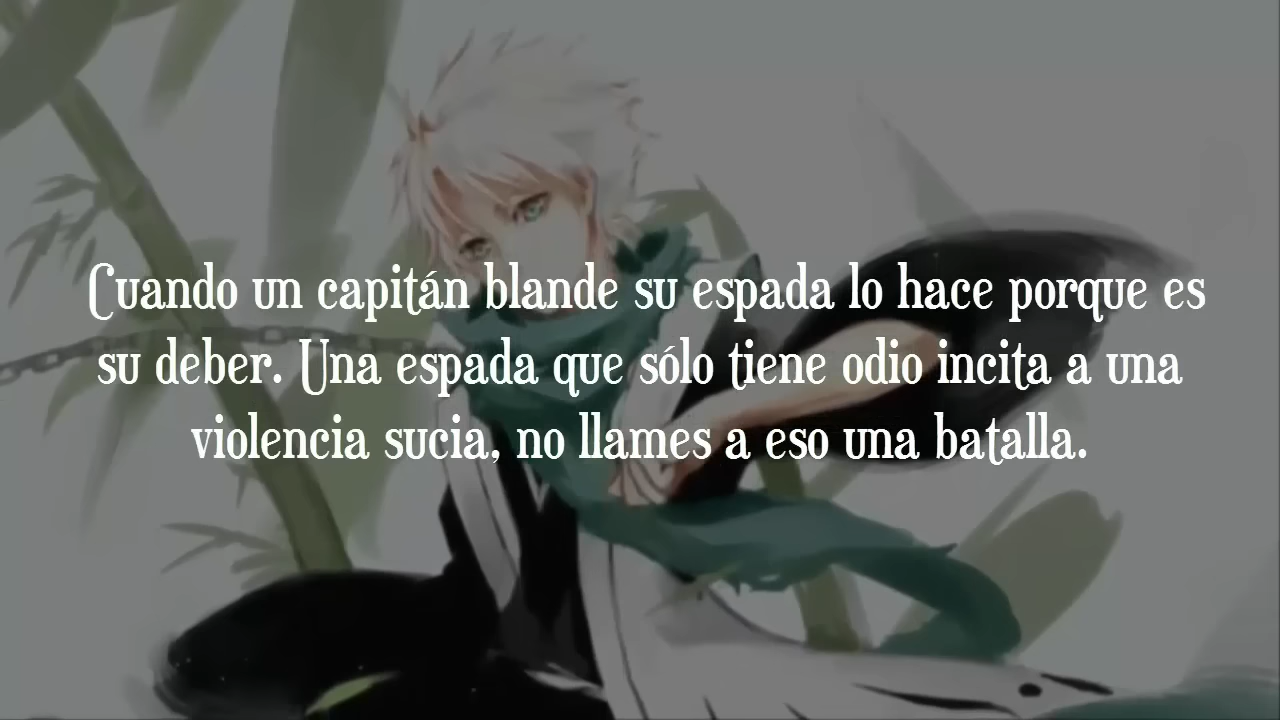 Cuando un capitán blande su espada lo hace porque es
su deber. Una espada que sólo tiene odio incita a una
violencia sucia, no llames a eso una batalla.